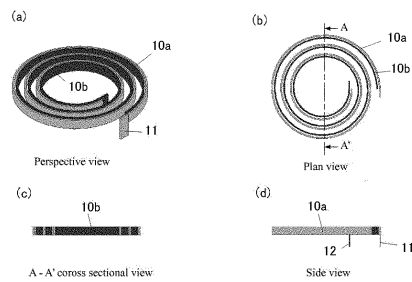 (a)
10a
10b
11
Perspective view
(b)
A
10a
10b
A'
Plan view
(c)
10b
A - A' coross sectional view
(d)
10a
12
11
Side view